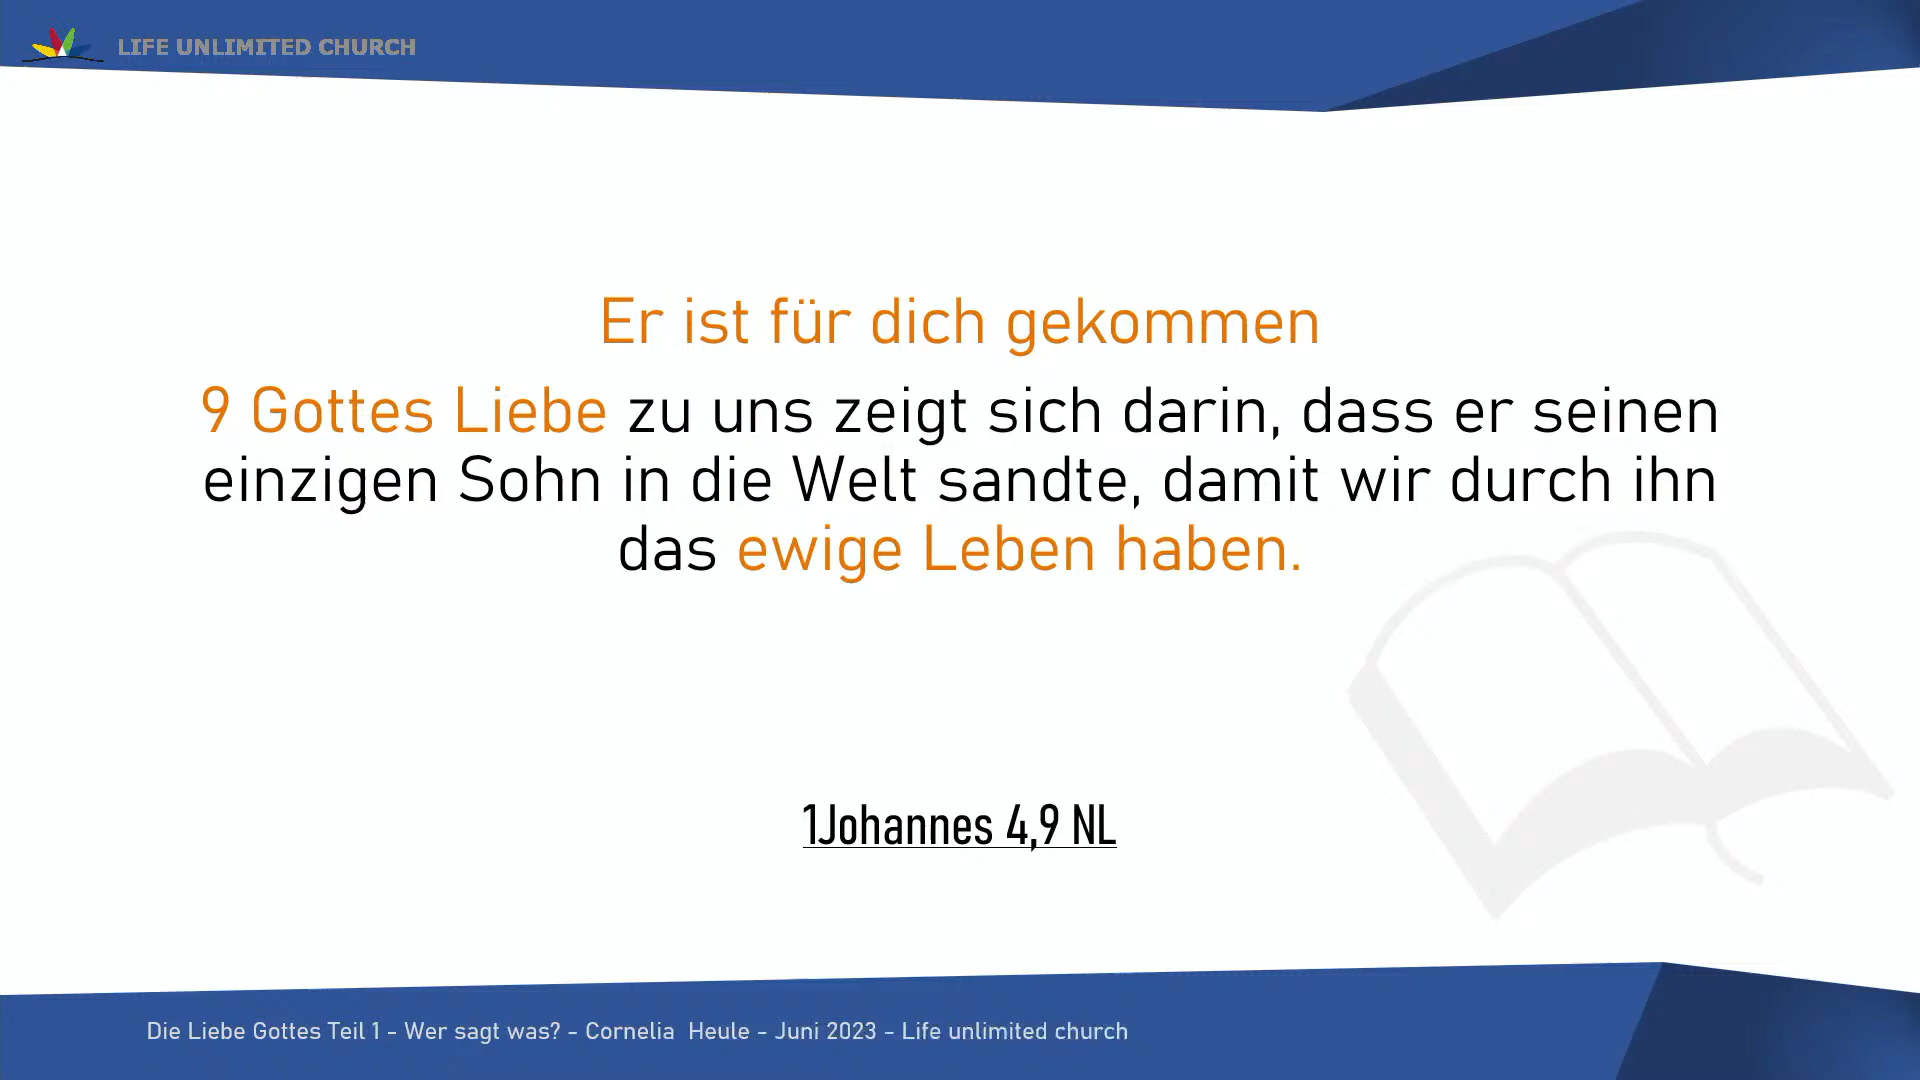 LIFE UNLIMITED CHURCH
Er ist für dich gekommen
9 Gottes Liebe zu uns zeigt sich darin, dass er seinen
einzigen Sohn in die Welt sandte, damit wir durch ihn
das ewige Leben haben.
1Johannes 4,9 NL
Die Liebe Gottes Teil 1 - Wer sagt was? - Cornelia  Heule - Juni 2023 - Life unlimited church